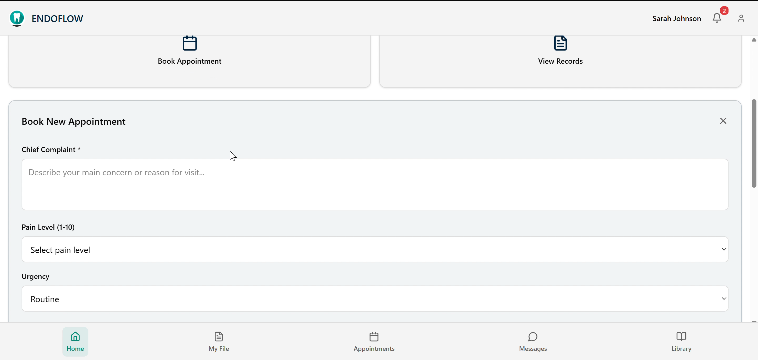 ENDOFLOW
Sarah Johnson
2
Book Appointment
View Records
Book New Appointment
Chief Complaint *
Describe your main concern or reason for visit...
Pain Level (1-10)
Select pain level
Urgency
Routine
Home
My File
Appointments
Messages
Library